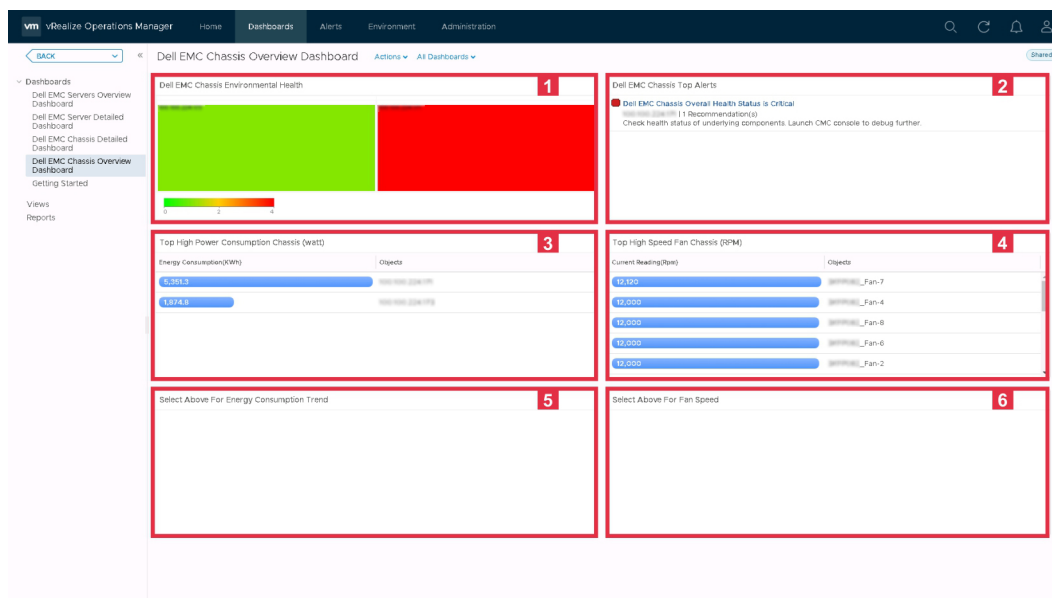 vm vRealize Operations Manager Home Dashboards Alerts Environment Administration
BACK
Dell EMC Chassis Overview Dashboard Actions All Dashboards Shared
Dashboards
Dell EMC Servers Overview
Dashboard
Dell EMC Server Detailed
Dashboard
Dell EMC Chassis Detailed
Dashboard
Dell EMC Chassis Overview
Dashboard
Getting Started
Views
Reports
Dell EMC Chassis Environmental Health 1
0 2 4
Dell EMC Chassis Top Alerts 2
Dell EMC Chassis Overall Health Status is Critical
| 1 Recommendation(s)
Check health status of underlying components. Launch CMC console to debug further.
Top High Power Consumption Chassis (watt) 3
Energy Consumption(KWh) Objects
5,351.3
1,874.8
Top High Speed Fan Chassis (RPM) 4
Current Reading(Rpm) Objects
12,120 _Fan-7
12,000 _Fan-4
12,000 _Fan-8
12,000 _Fan-6
12,000 _Fan-2
Select Above For Energy Consumption Trend 5
Select Above For Fan Speed 6